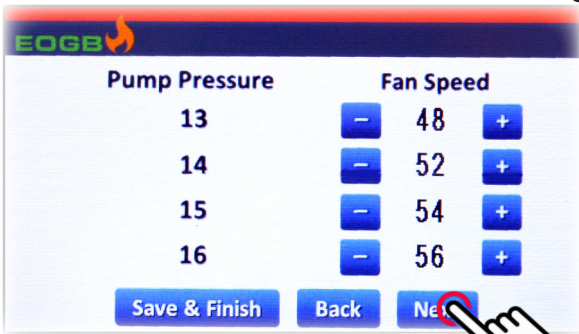 EOGB
Pump Pressure Fan Speed
13 − 48 +
14 − 52 +
15 − 54 +
16 − 56 +
Save & Finish Back